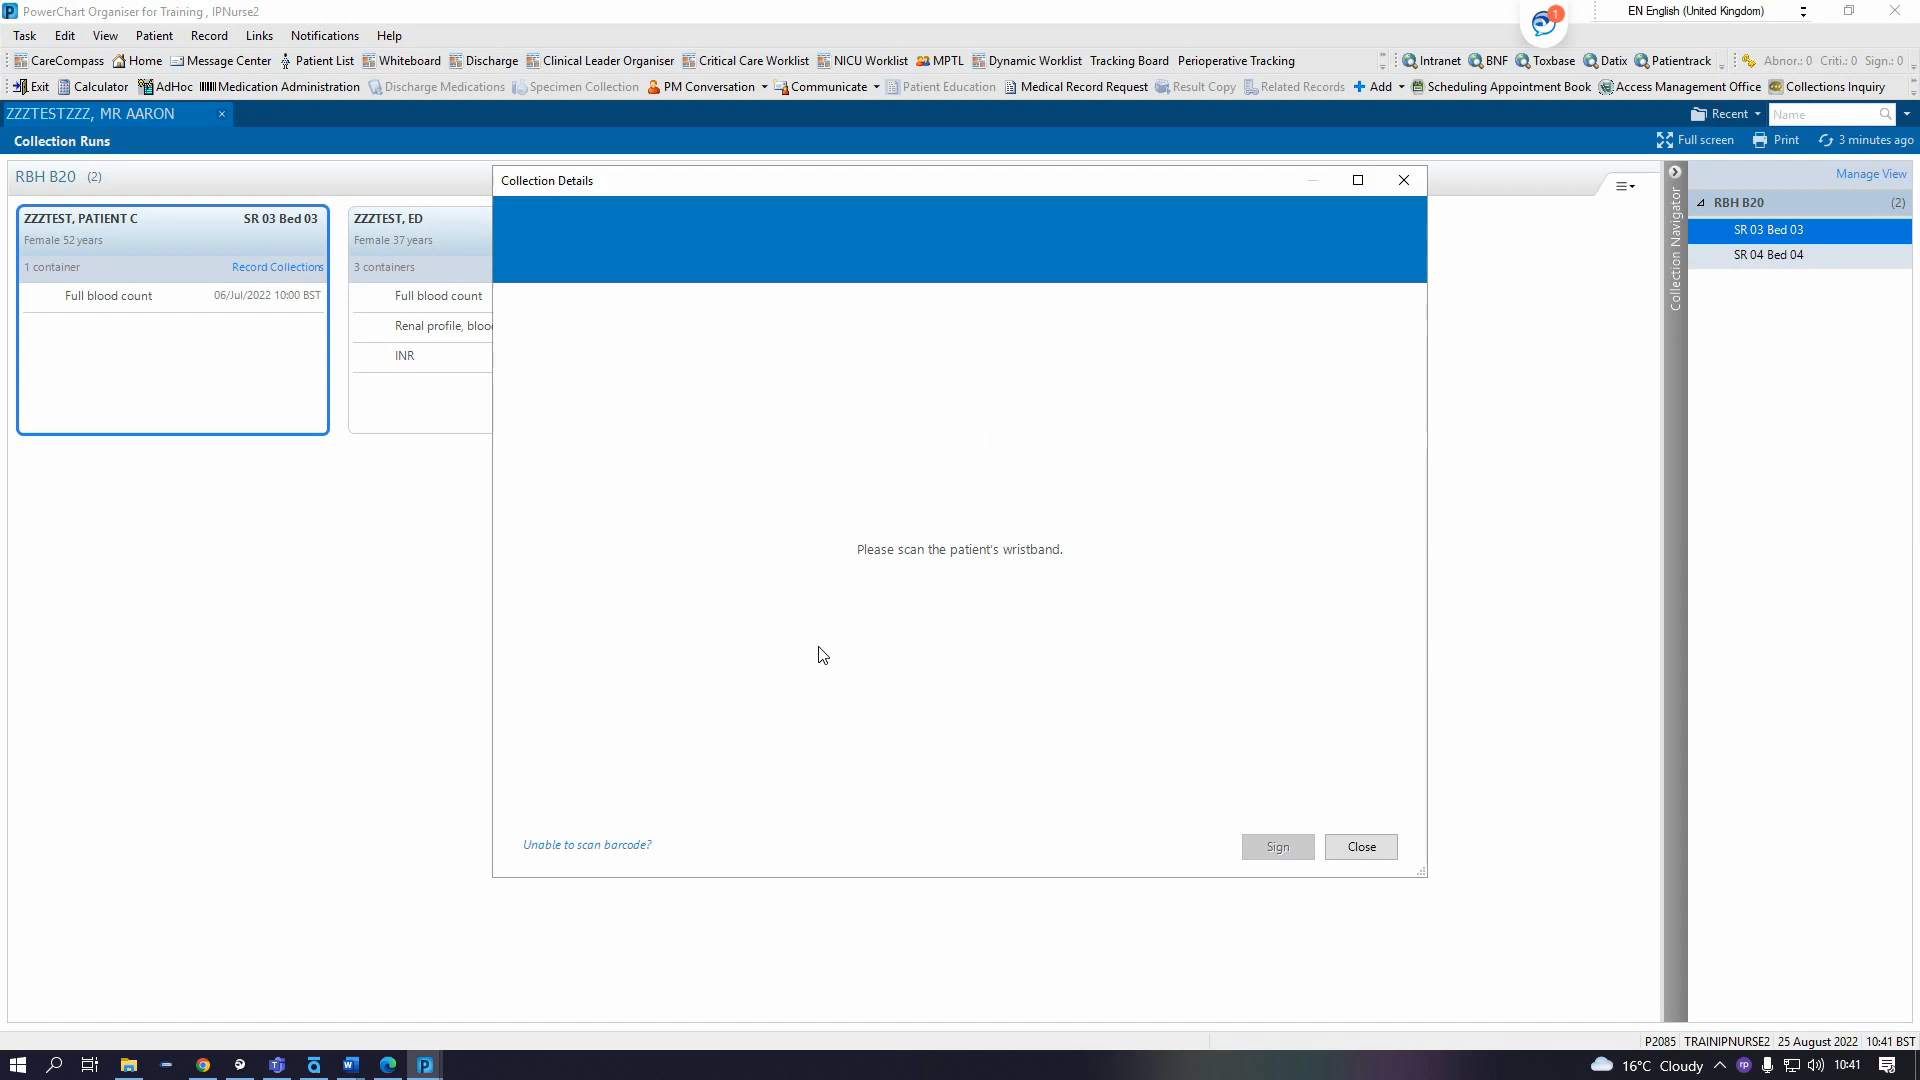 PowerChart Organiser for Training , IPNurse2
1
EN English (United Kingdom)
Task Edit View Patient Record Links Notifications Help
CareCompass Home Message Center Patient List Whiteboard Discharge Clinical Leader Organiser Critical Care Worklist NICU Worklist MPTL Dynamic Worklist Tracking Board Perioperative Tracking Intranet BNF Toxbase Datix Patientrack Abnor.: 0 Criti.: 0 Sign.: 0
Exit Calculator AdHoc Medication Administration Discharge Medications Specimen Collection PM Conversation Communicate Patient Education Medical Record Request Result Copy Related Records Add Scheduling Appointment Book Access Management Office Collections Inquiry
ZZZTESTZZZ, MR AARON × Recent Name
Collection Runs Full screen Print 3 minutes ago
RBH B20 (2)
ZZZTEST, PATIENT C SR 03 Bed 03
Female 52 years
1 container Record Collections
Full blood count 06/Jul/2022 10:00 BST
ZZZTEST, ED
Female 37 years
3 containers
Full blood count
Renal profile, bloo
INR
Collection Details
Please scan the patient's wristband.
Unable to scan barcode? Sign Close
Collection Navigator
Manage View
RBH B20 (2)
SR 03 Bed 03
SR 04 Bed 04
P2085 TRAINIPNURSE2 25 August 2022 10:41 BST
16°C Cloudy rp 10:41